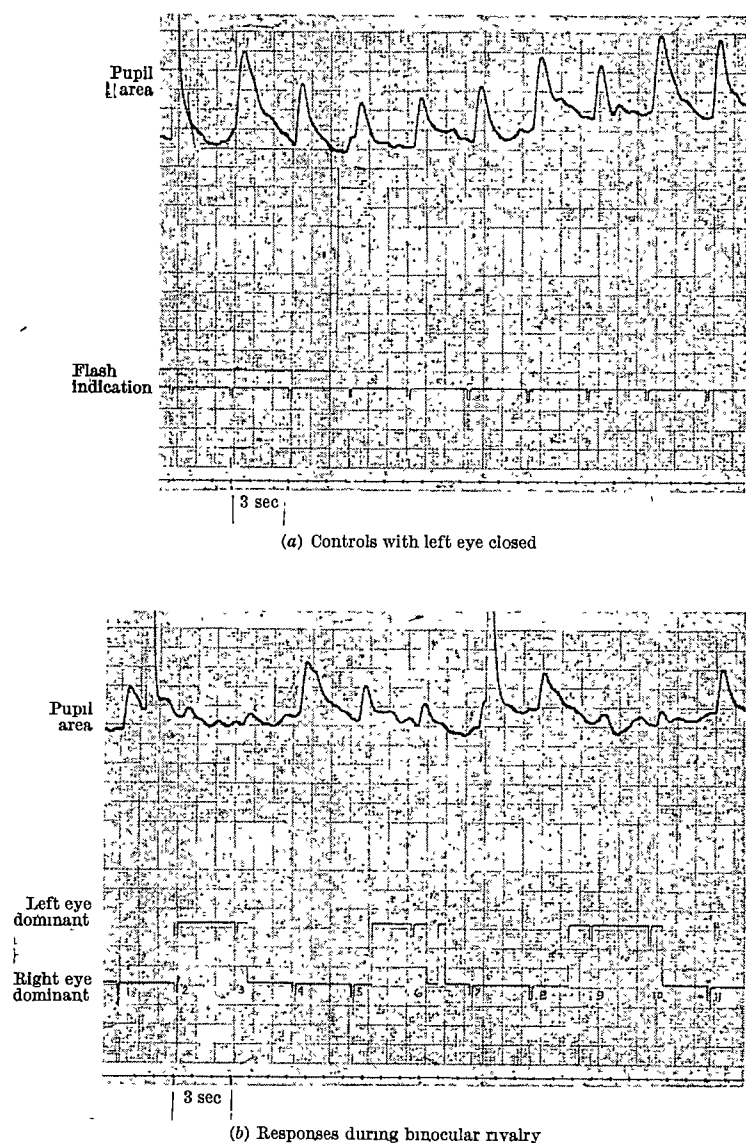 Pupil
area
Flash
indication
3 sec
(a) Controls with left eye closed
Pupil
area
Left eye
dominant
Right eye
dominant
1 2 3 4 5 6 7 8 9 10 11
3 sec
(b) Responses during binocular rivalry